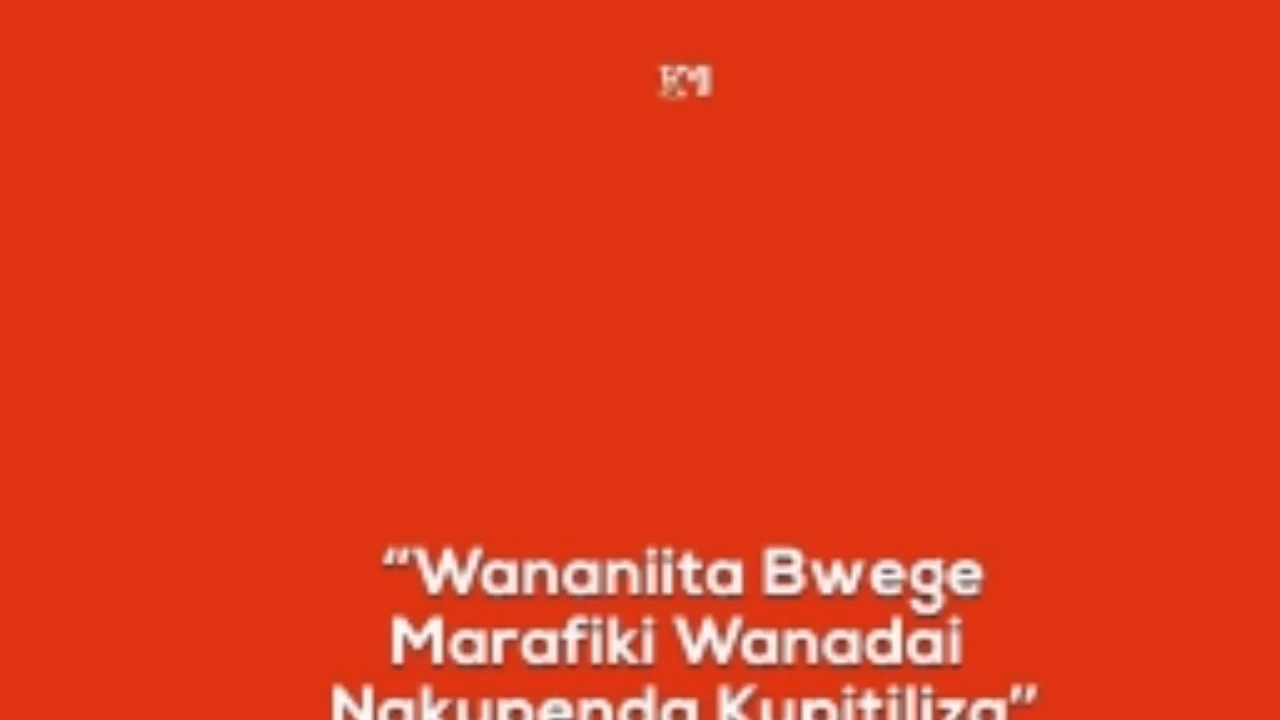 “Wananiita Bwege
Marafiki Wanadai
Nakupenda Kupitiliza”